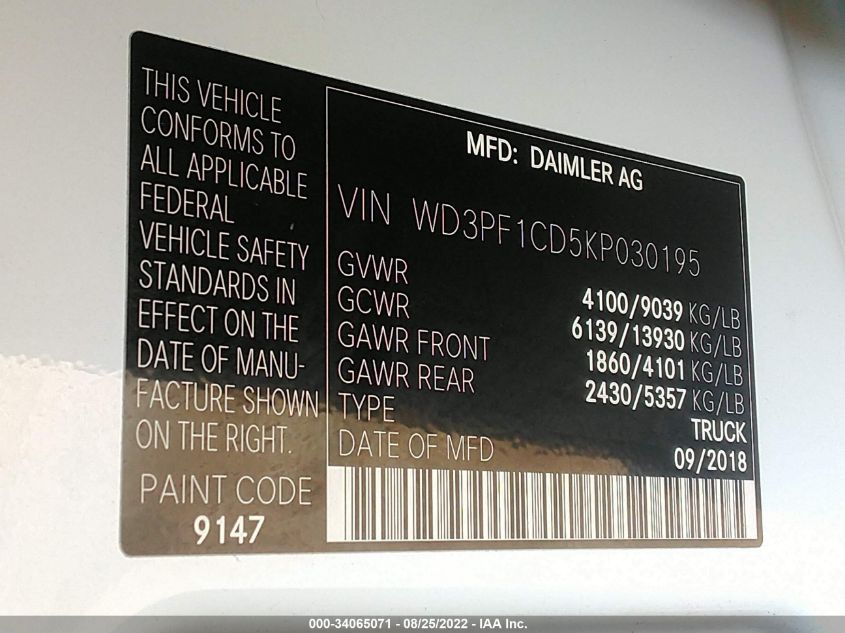 THIS VEHICLE
CONFORMS TO
ALL APPLICABLE
FEDERAL
VEHICLE SAFETY
STANDARDS IN
EFFECT ON THE
DATE OF MANU-
FACTURE SHOWN
ON THE RIGHT.
PAINT CODE
9147
MFD: DAIMLER AG
VIN WD3PF1CD5KP030195
GVWR 4100/9039 KG/LB
GCWR 6139/13930 KG/LB
GAWR FRONT 1860/4101 KG/LB
GAWR REAR 2430/5357 KG/LB
TYPE TRUCK
DATE OF MFD 09/2018
000-34065071 - 08/25/2022 - IAA Inc.